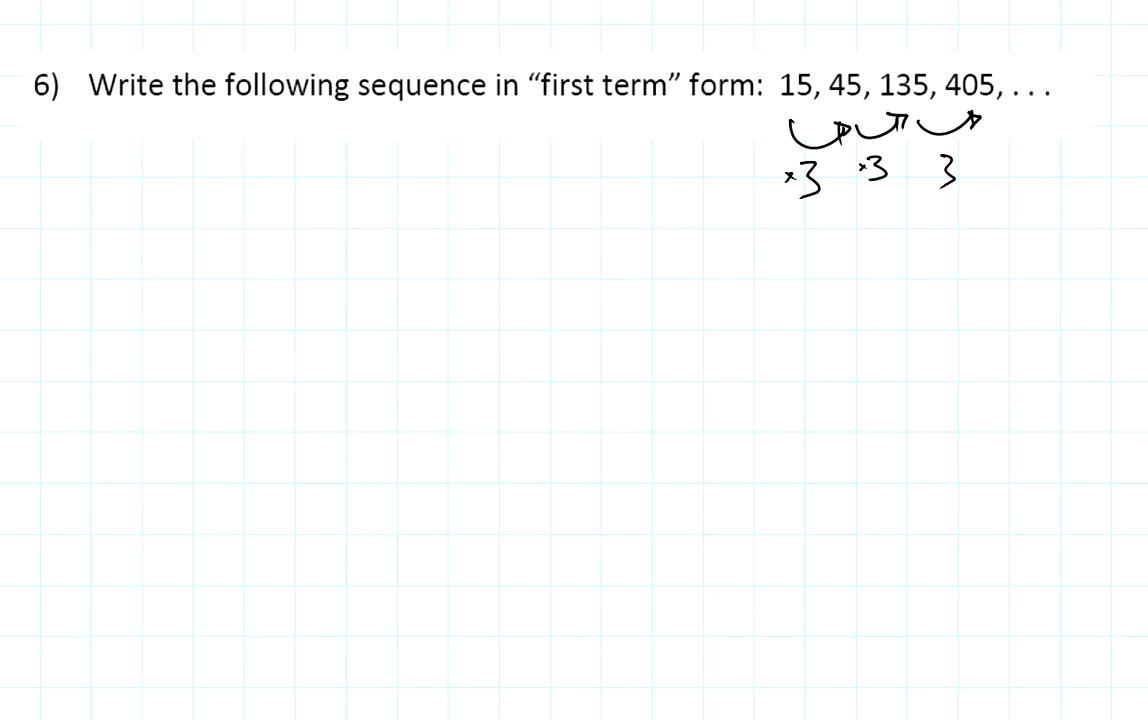 6) Write the following sequence in “first term” form: 15, 45, 135, 405, . . .
×3 ×3 3